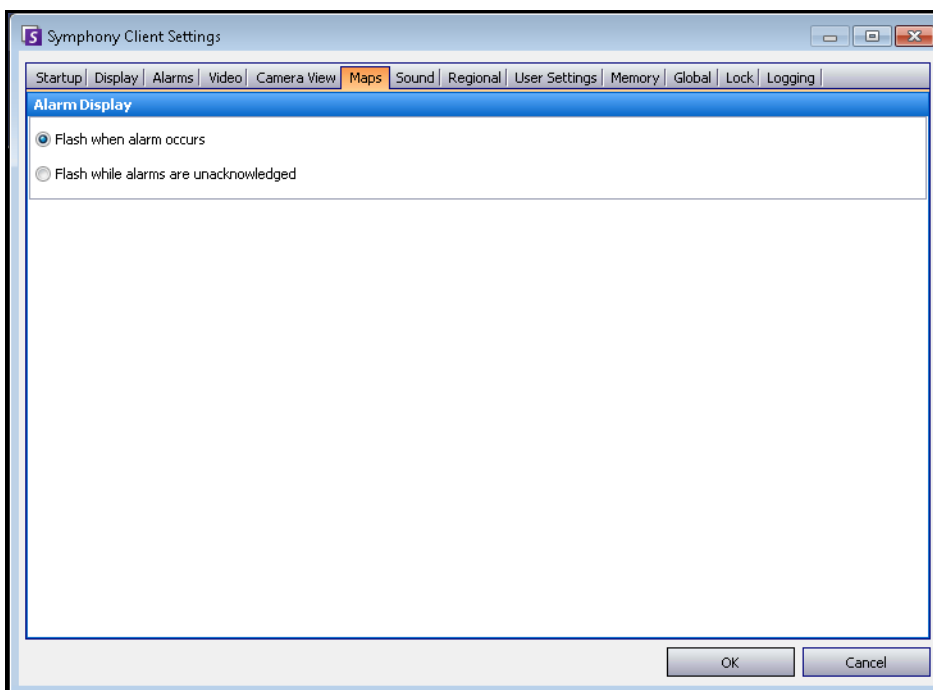 Symphony Client Settings
Startup Display Alarms Video Camera View Maps Sound Regional User Settings Memory Global Lock Logging
Alarm Display
Flash when alarm occurs
Flash while alarms are unacknowledged
OK Cancel